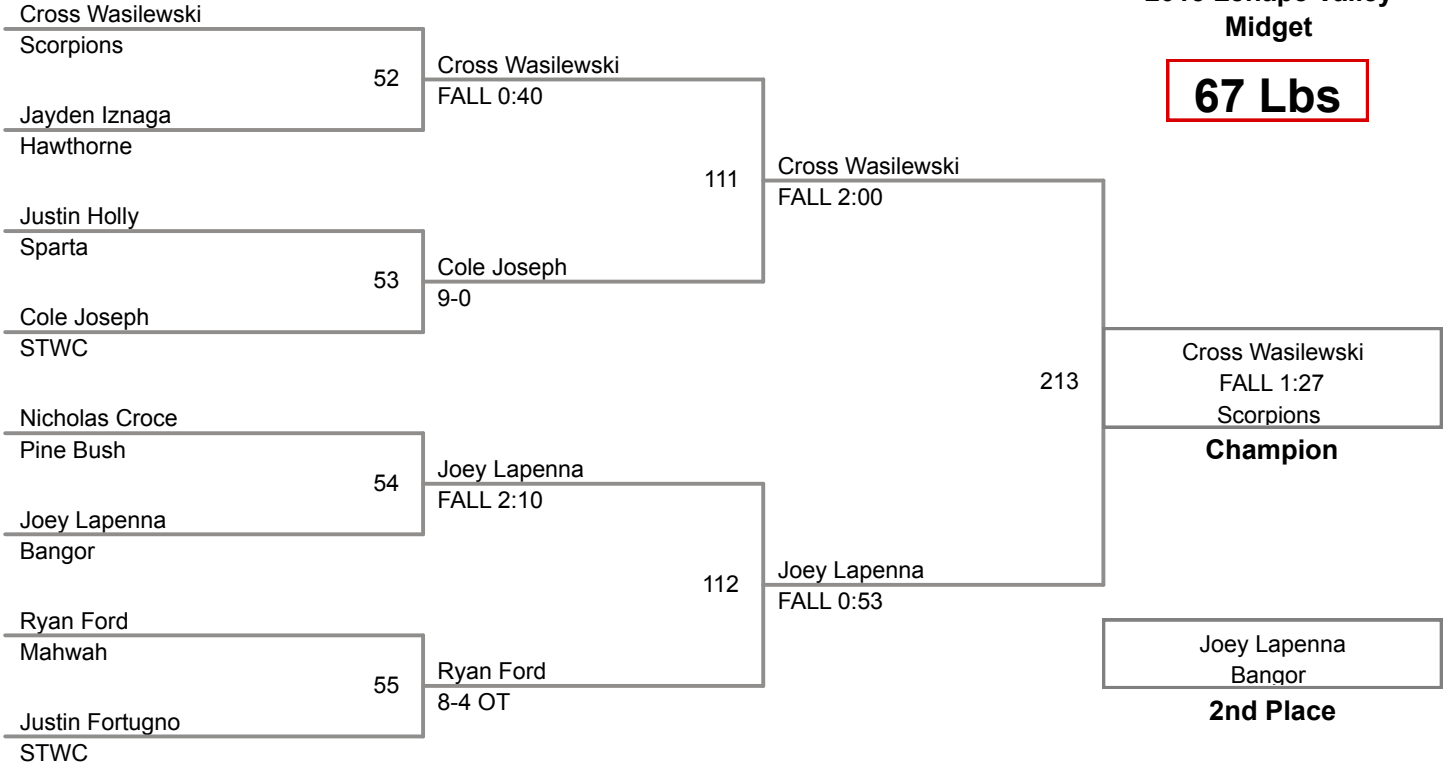 Midget
67 Lbs
Cross Wasilewski
Scorpions
52
Jayden Iznaga
Hawthorne
Cross Wasilewski
FALL 0:40
111
Justin Holly
Sparta
53
Cole Joseph
STWC
Cole Joseph
9-0
Cross Wasilewski
FALL 2:00
213
Nicholas Croce
Pine Bush
54
Joey Lapenna
Bangor
Joey Lapenna
FALL 2:10
112
Ryan Ford
Mahwah
55
Justin Fortugno
STWC
Ryan Ford
8-4 OT
Joey Lapenna
FALL 0:53
Cross Wasilewski
FALL 1:27
Scorpions
Champion
Joey Lapenna
Bangor
2nd Place